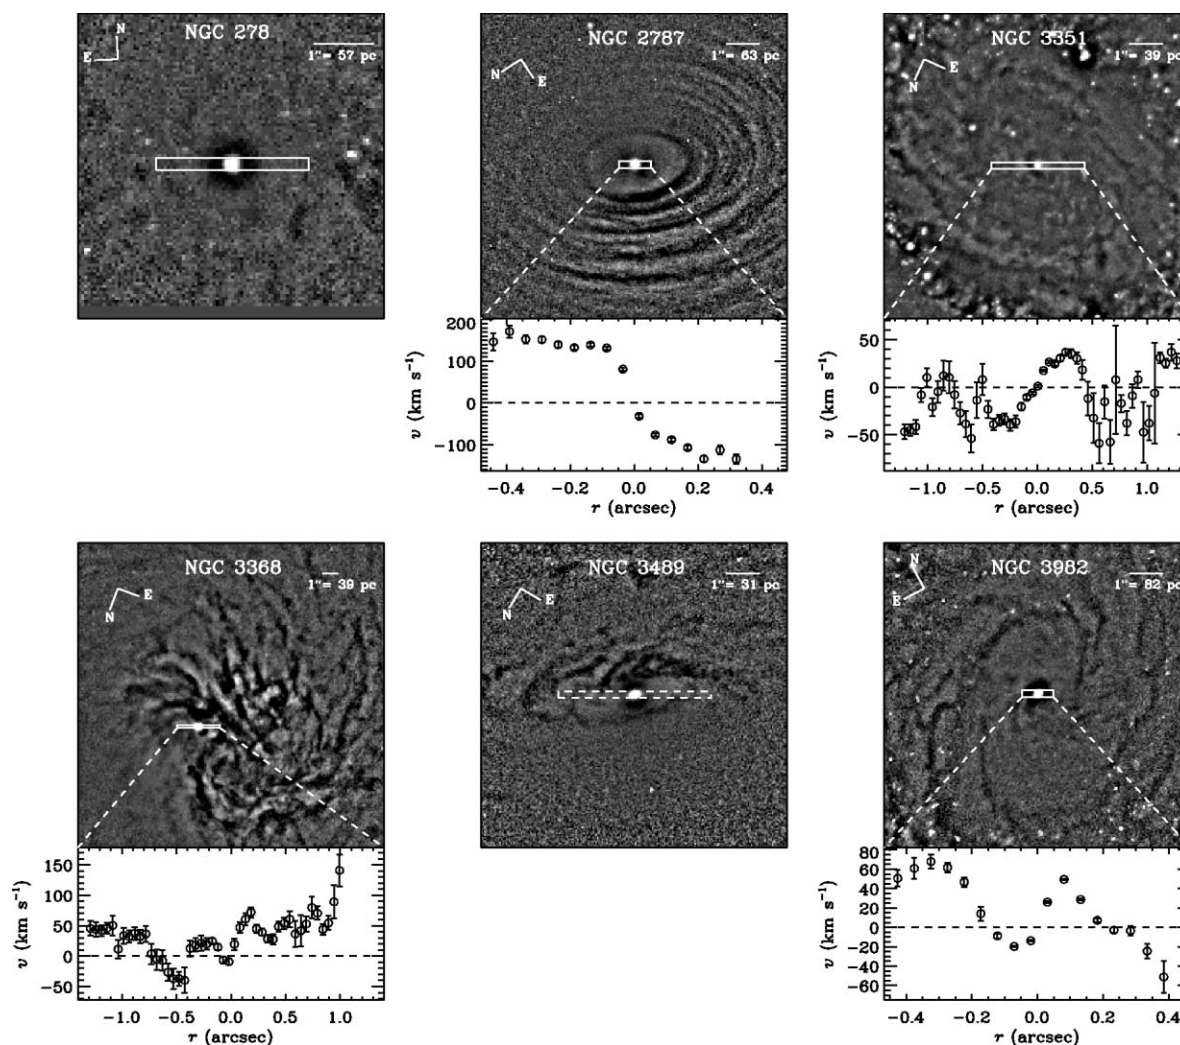 NGC 278
N
E
1"= 57 pc
NGC 2787
N
E
1"= 63 pc
NGC 3351
N
E
1"= 39 pc
200
100
0
−100
v (km s⁻¹)
−0.4 −0.2 0.0 0.2 0.4
r (arcsec)
50
0
−50
v (km s⁻¹)
−1.0 −0.5 0.0 0.5 1.0
r (arcsec)
NGC 3368
N
E
1"= 39 pc
NGC 3489
N
E
1"= 31 pc
NGC 3982
N
E
1"= 82 pc
150
100
50
0
−50
v (km s⁻¹)
−1.0 −0.5 0.0 0.5 1.0
r (arcsec)
80
60
40
20
0
−20
−40
−60
v (km s⁻¹)
−0.4 −0.2 0.0 0.2 0.4
r (arcsec)